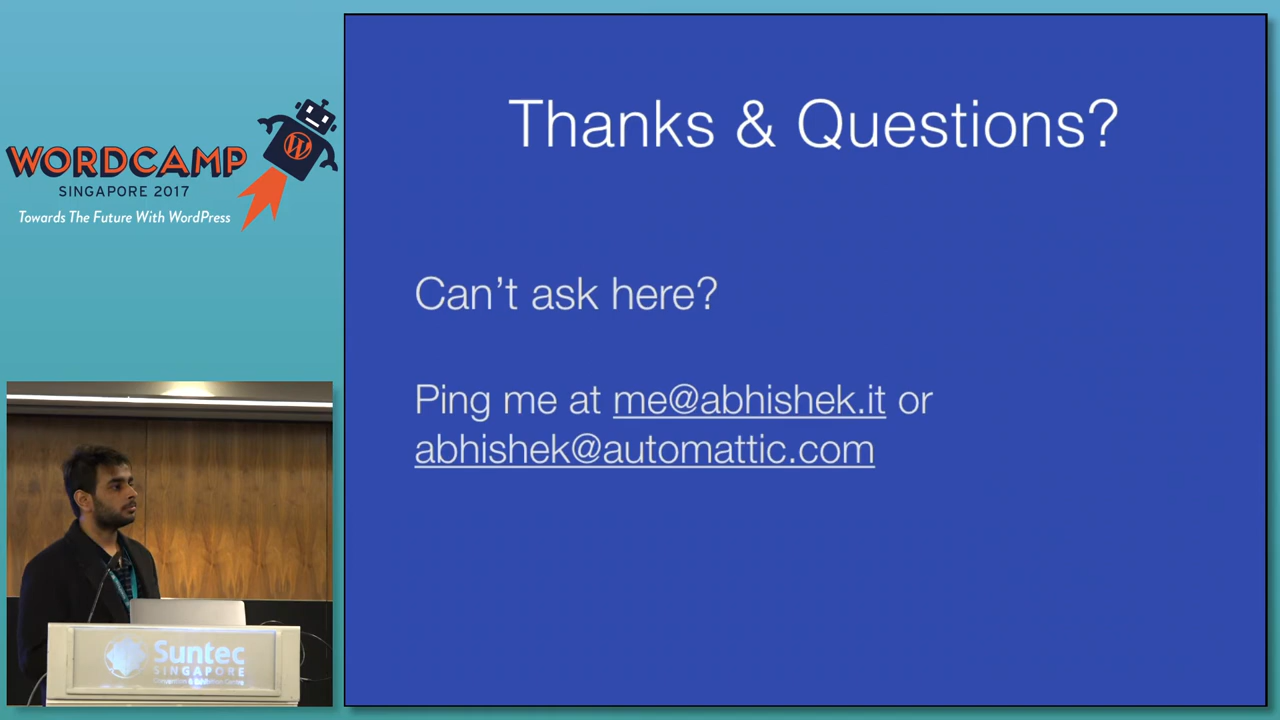 WORDCAMP
SINGAPORE 2017
Towards The Future With WordPress
Thanks & Questions?
Can't ask here?
Ping me at me@abhishek.it or
abhishek@automattic.com
Suntec
SINGAPORE